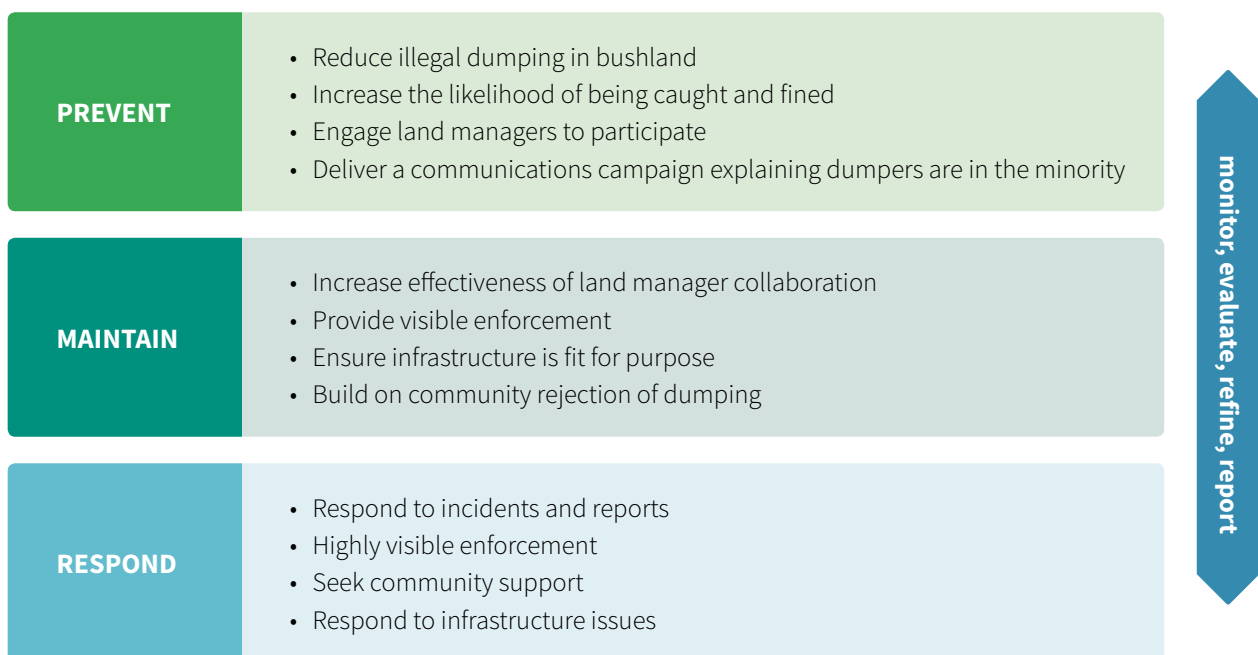 PREVENT
• Reduce illegal dumping in bushland
• Increase the likelihood of being caught and fined
• Engage land managers to participate
• Deliver a communications campaign explaining dumpers are in the minority
MAINTAIN
• Increase effectiveness of land manager collaboration
• Provide visible enforcement
• Ensure infrastructure is fit for purpose
• Build on community rejection of dumping
RESPOND
• Respond to incidents and reports
• Highly visible enforcement
• Seek community support
• Respond to infrastructure issues
monitor, evaluate, refine, report